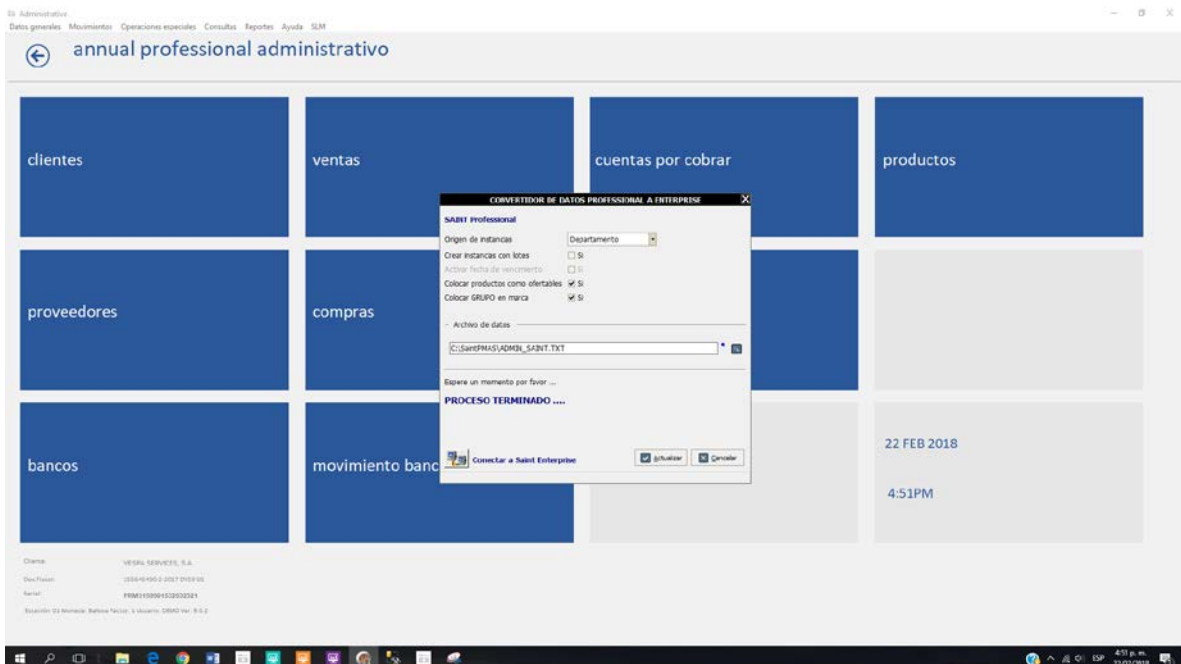 Administrativo
Datos generales Movimientos Operaciones especiales Consultas Reportes Ayuda SLM
annual professional administrativo
clientes
ventas
cuentas por cobrar
productos
CONVERTIDOR DE DATOS PROFESSIONAL A ENTERPRISE
SAINT Professional
Origen de instancias Departamento
Crear instancias con lotes Si
Activar fecha de vencimiento Si
Colocar productos como ofertables Si
Colocar GRUPO en marca Si
Archivo de datos
C:\SaintPMAS\ADMIN_SAINT.TXT
Espere un momento por favor ...
PROCESO TERMINADO ....
Conectar a Saint Enterprise
Actualizar Cancelar
proveedores
compras
bancos
movimiento banc
22 FEB 2018
4:51PM
Cliente:
Serial:
4:51 p. m.
ESP